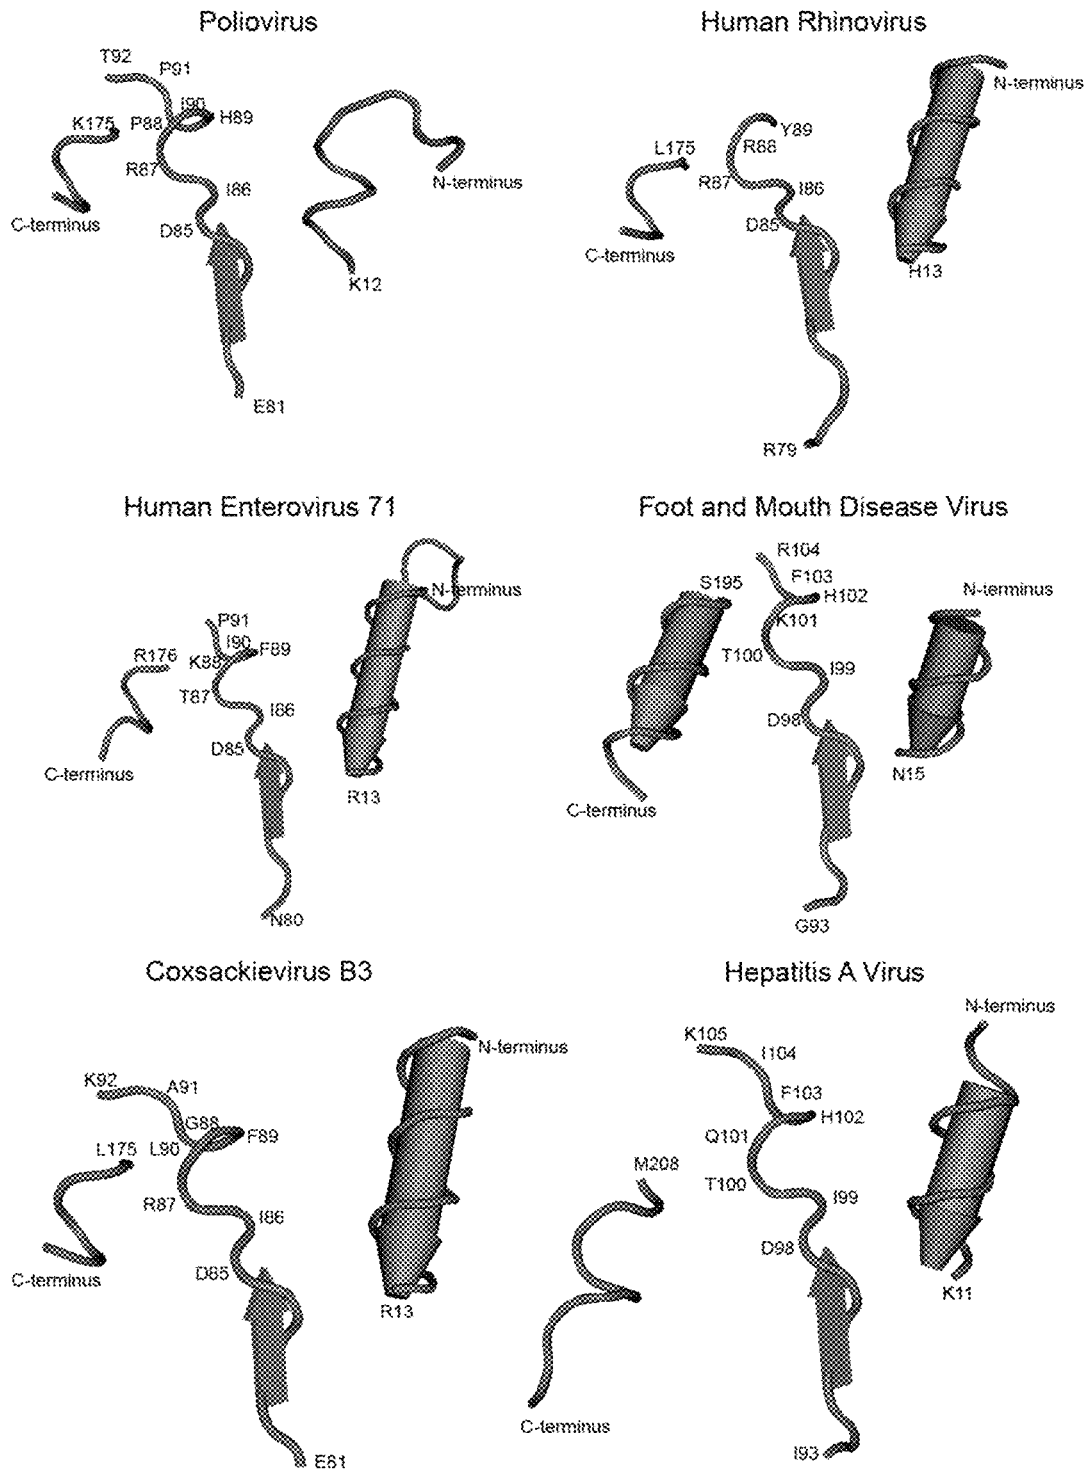 Poliovirus
T92
P91
I90
H89
K175
P88
R87
I86
N-terminus
C-terminus
D85
K12
E81
Human Rhinovirus
N-terminus
Y89
L175
R88
R87
I86
D85
C-terminus
H13
R79
Human Enterovirus 71
N-terminus
P91
I90
F89
R176
K88
T87
I86
D85
C-terminus
R13
N80
Foot and Mouth Disease Virus
R104
S195
F103
N-terminus
H102
K101
T100
I99
D98
N15
C-terminus
G93
Coxsackievirus B3
N-terminus
K92
A91
G88
F89
L175
L90
R87
I86
D85
C-terminus
R13
E81
Hepatitis A Virus
N-terminus
K105
I104
F103
H102
Q101
M208
T100
I99
D98
K11
C-terminus
I93